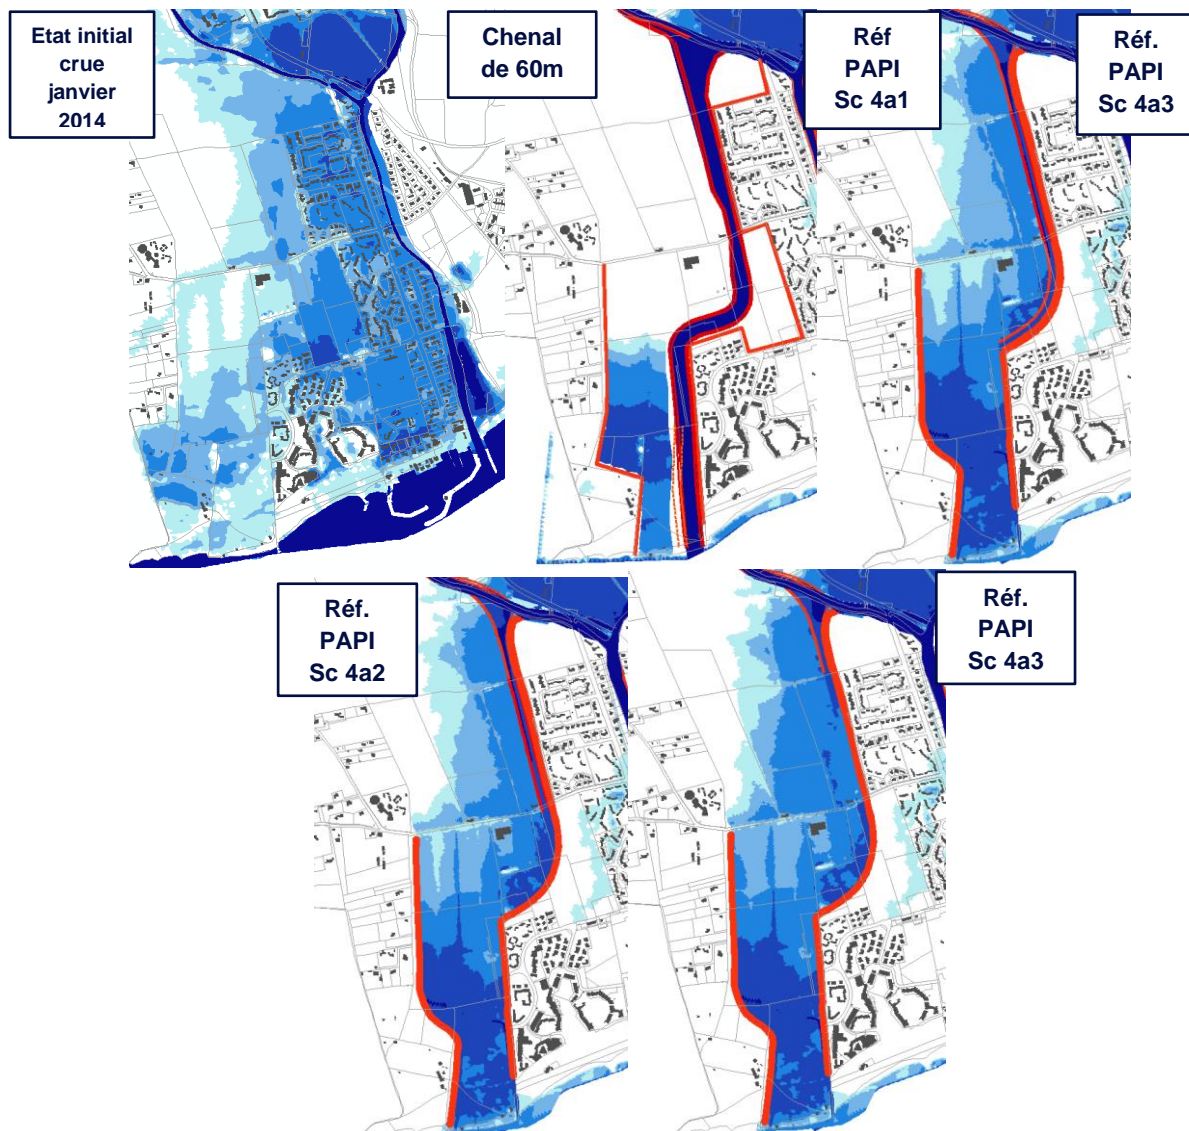 Etat initial
crue
janvier
2014
Chenal
de 60m
Réf
PAPI
Sc 4a1
Réf.
PAPI
Sc 4a3
Réf.
PAPI
Sc 4a2
Réf.
PAPI
Sc 4a3